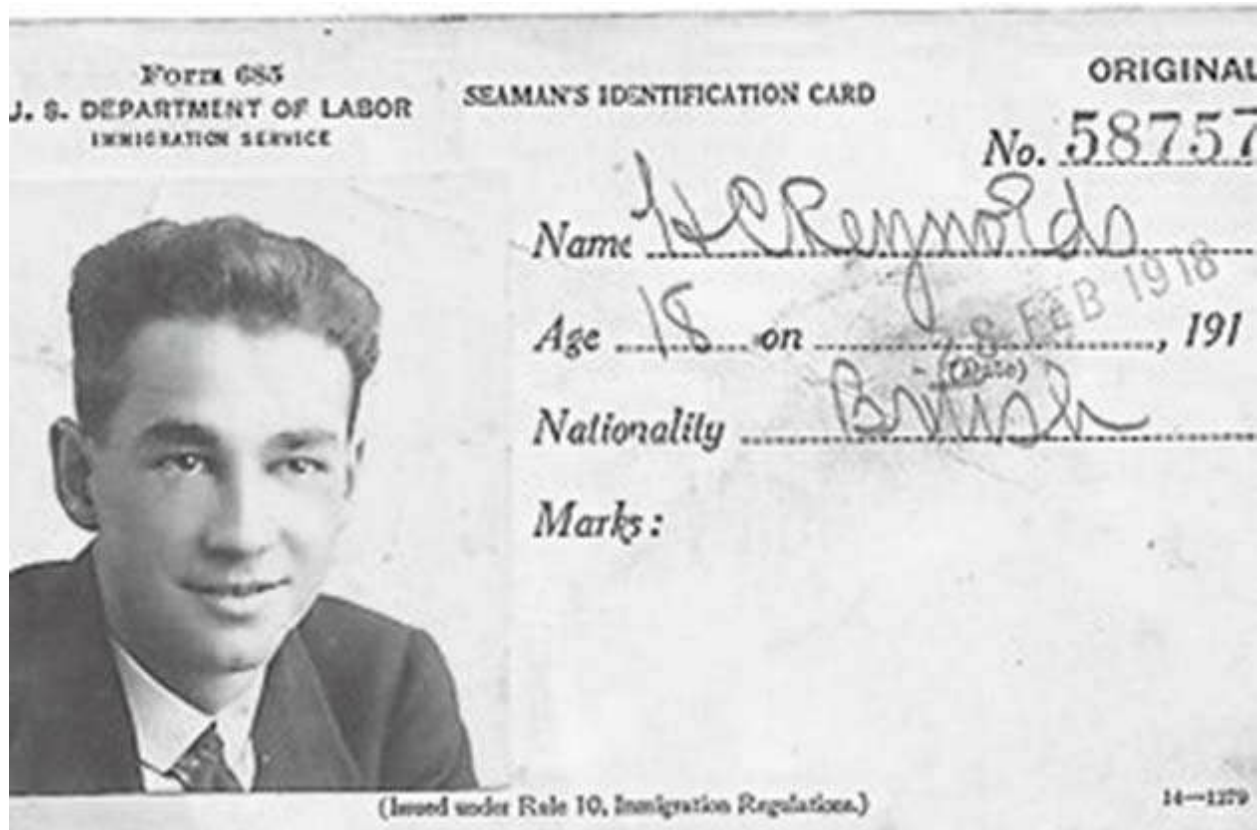 Form 685
U. S. DEPARTMENT OF LABOR
IMMIGRATION SERVICE
SEAMAN'S IDENTIFICATION CARD
ORIGINAL
No. 58757
Name H C Reynolds
Age 18 on 28 FEB 1918, 191
(Date)
Nationality British
Marks:
(Issued under Rule 10, Immigration Regulations.)
14—1279